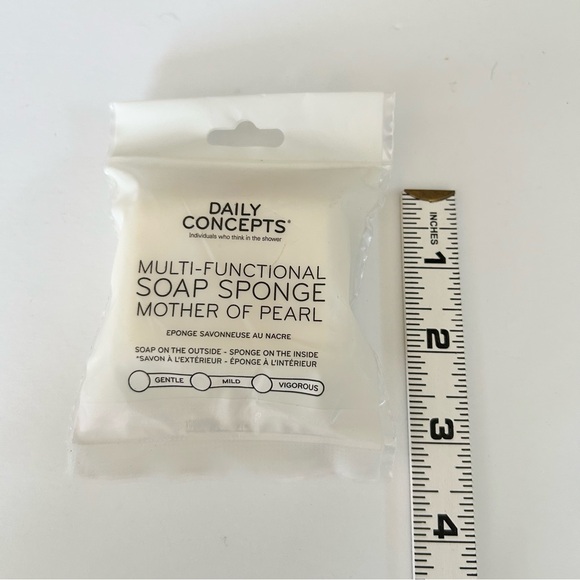 DAILY
CONCEPTS®
Individuals who think in the shower
MULTI-FUNCTIONAL
SOAP SPONGE
MOTHER OF PEARL
EPONGE SAVONNEUSE AU NACRE
SOAP ON THE OUTSIDE - SPONGE ON THE INSIDE
*SAVON À L'EXTÉRIEUR - ÉPONGE À L'INTÉRIEUR
GENTLE MILD VIGOROUS
INCHES
1
2
3
4